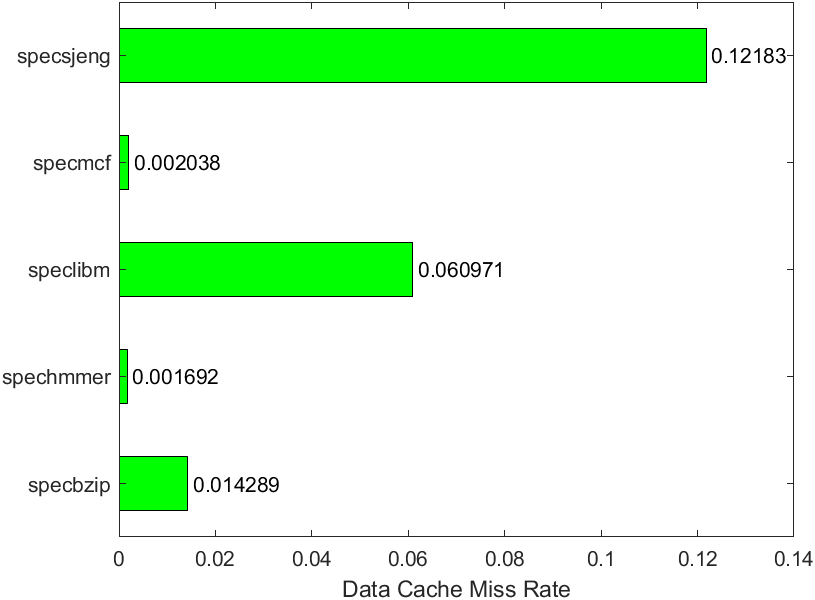 specsjeng 0.12183
specmcf 0.002038
speclibm 0.060971
spechmmer 0.001692
specbzip 0.014289
0 0.02 0.04 0.06 0.08 0.1 0.12 0.14
Data Cache Miss Rate